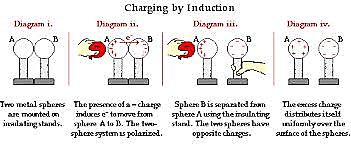 Charging by Induction
Diagram i.
Diagram ii.
Diagram iii.
Diagram iv.
A B
A e⁻ B
A B
A B
Two metal spheres
are mounted on
insulating stands.
The presence of a – charge
induces e⁻ to move from
sphere A to B. The two-
sphere system is polarized.
Sphere B is separated from
sphere A using the insulating
stand. The two spheres have
opposite charges.
The excess charge
distributes itself
uniformly over the
surface of the spheres.